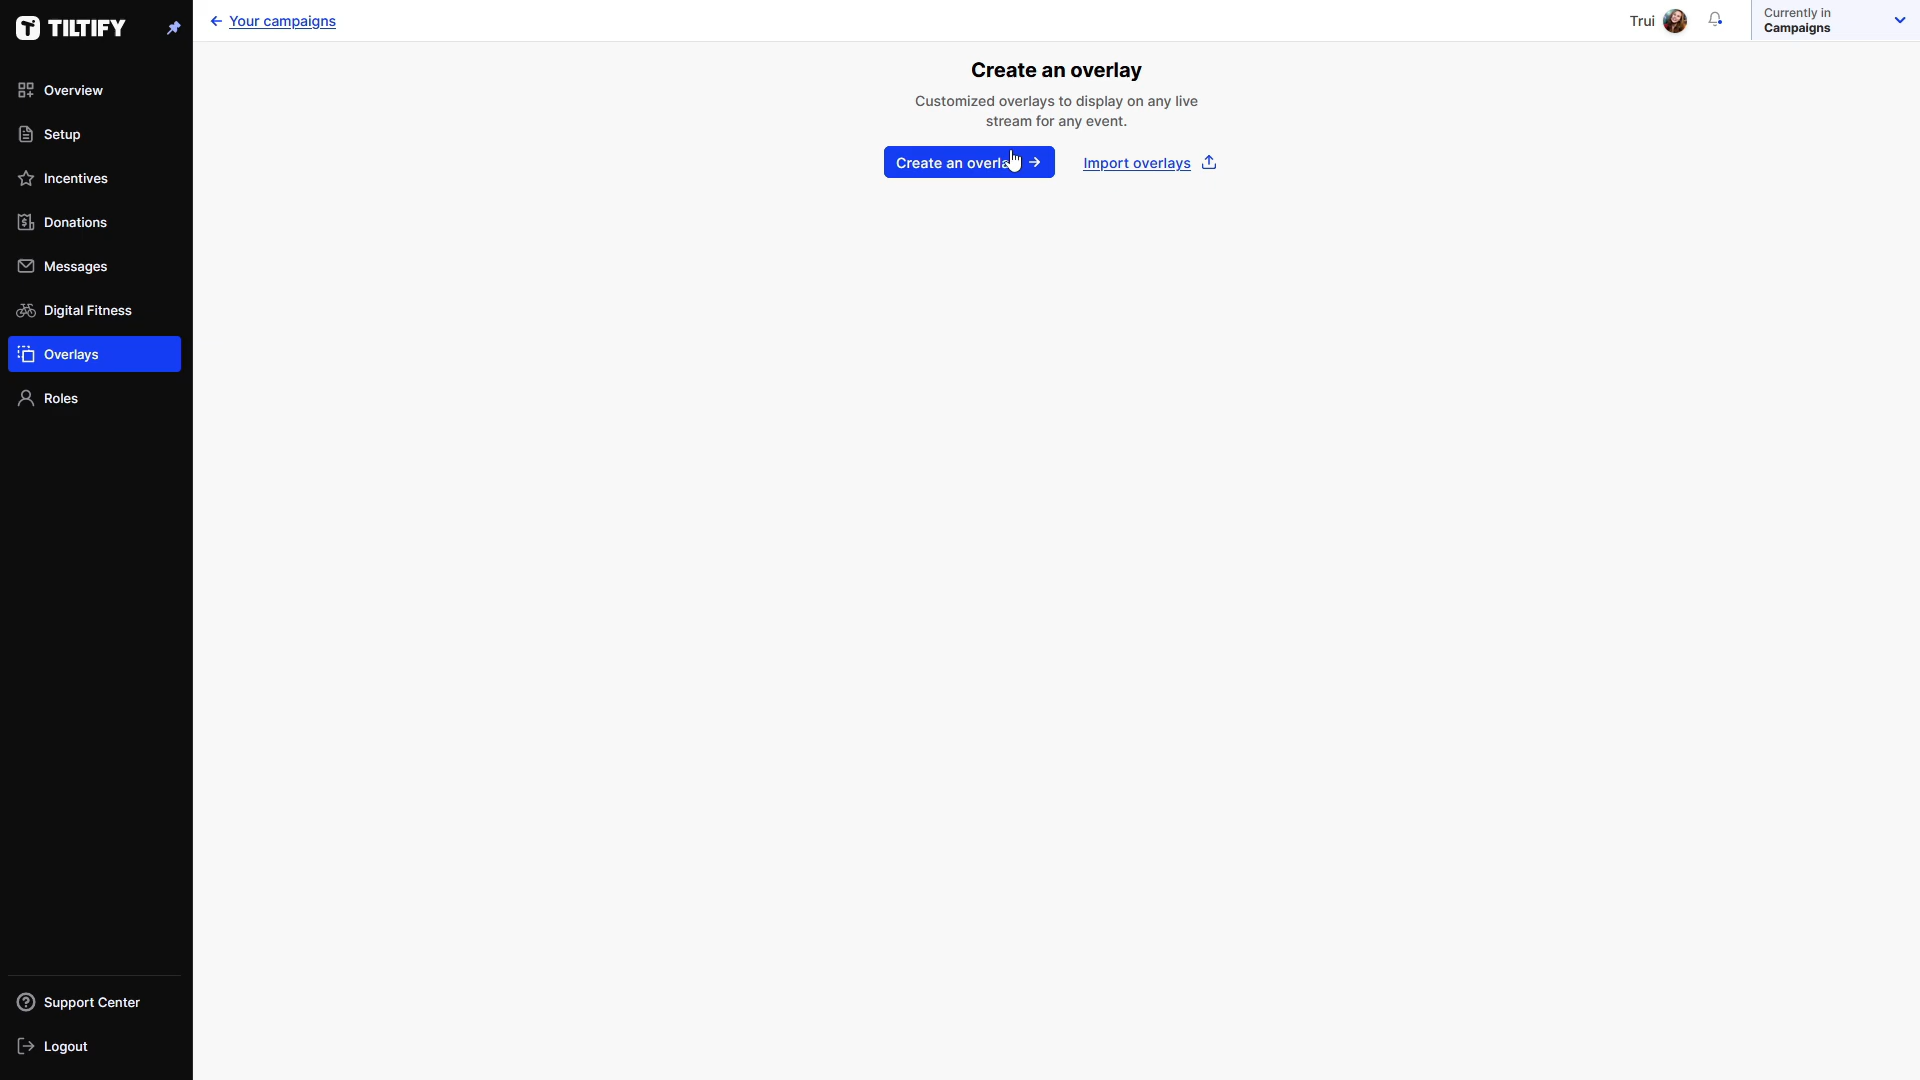 TILTIFY
Overview
Setup
Incentives
Donations
Messages
Digital Fitness
Overlays
Roles
Support Center
Logout
Your campaigns
Trui
Currently in
Campaigns
Create an overlay
Customized overlays to display on any live
stream for any event.
Create an overla
Import overlays